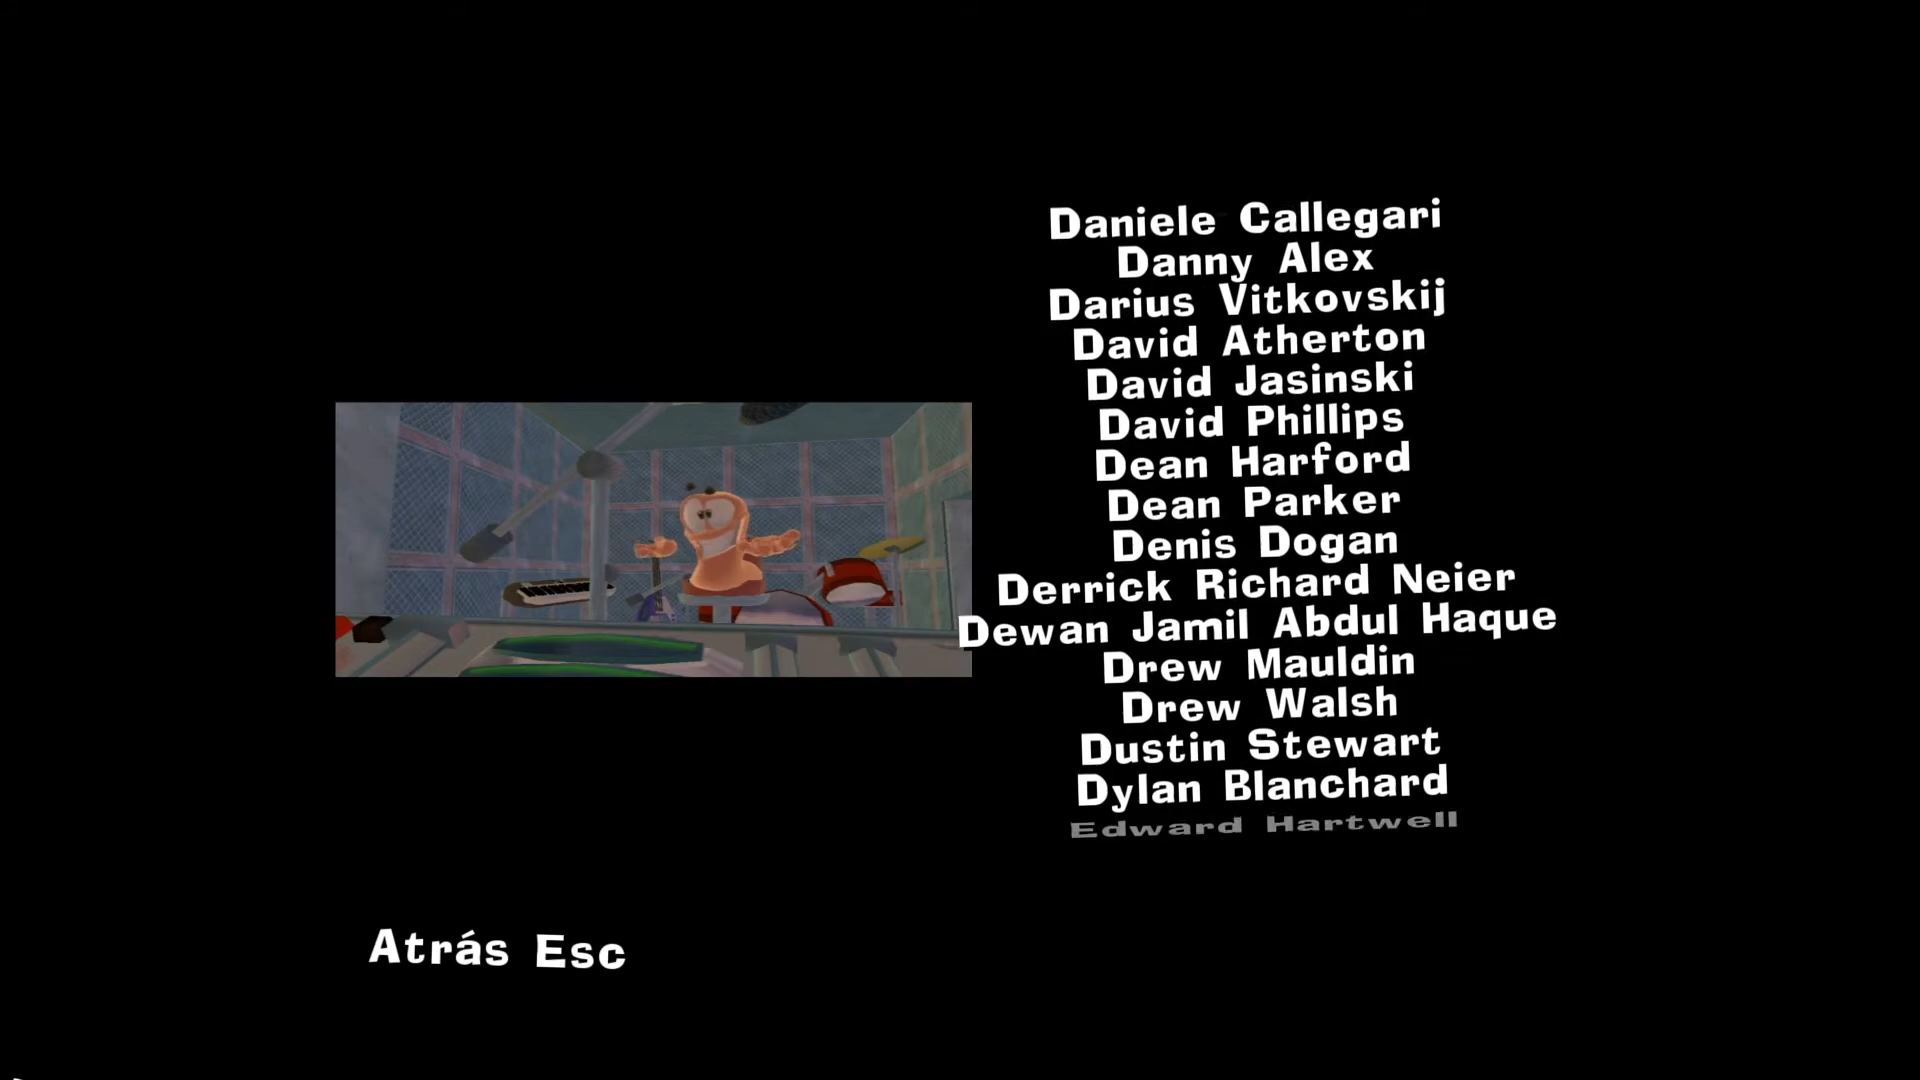 Daniele Callegari
Danny Alex
Darius Vitkovskij
David Atherton
David Jasinski
David Phillips
Dean Harford
Dean Parker
Denis Dogan
Derrick Richard Neier
Dewan Jamil Abdul Haque
Drew Mauldin
Drew Walsh
Dustin Stewart
Dylan Blanchard
Edward Hartwell
Atrás Esc